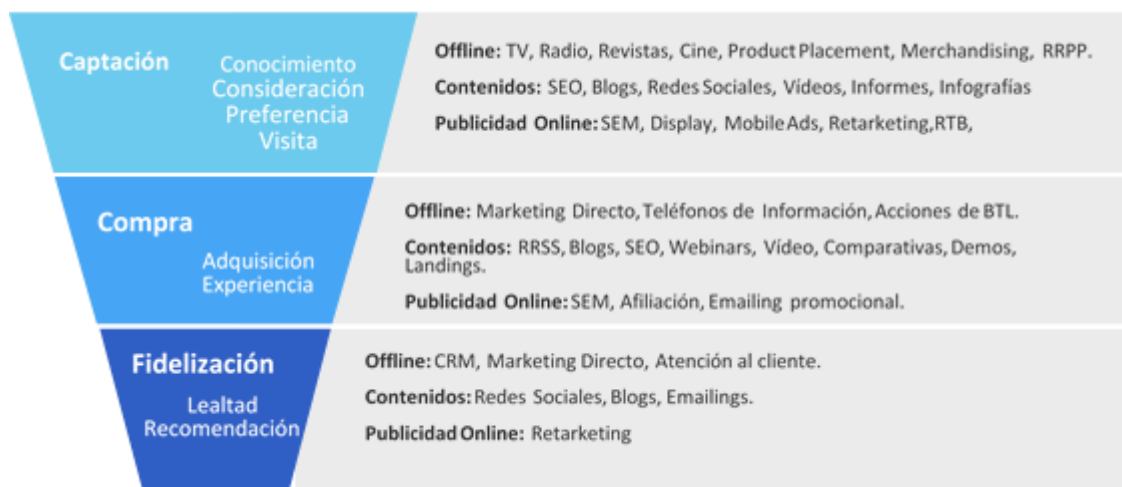 Captación
Conocimiento
Consideración
Preferencia
Visita
Offline: TV, Radio, Revistas, Cine, Product Placement, Merchandising, RRPP.
Contenidos: SEO, Blogs, Redes Sociales, Vídeos, Informes, Infografías
Publicidad Online: SEM, Display, Mobile Ads, Retarketing,RTB,
Compra
Adquisición
Experiencia
Offline: Marketing Directo, Teléfonos de Información, Acciones de BTL.
Contenidos: RRSS, Blogs, SEO, Webinars, Vídeo, Comparativas, Demos,
Landings.
Publicidad Online: SEM, Afiliación, Emailing promocional.
Fidelización
Lealtad
Recomendación
Offline: CRM, Marketing Directo, Atención al cliente.
Contenidos: Redes Sociales, Blogs, Emailings.
Publicidad Online: Retarketing